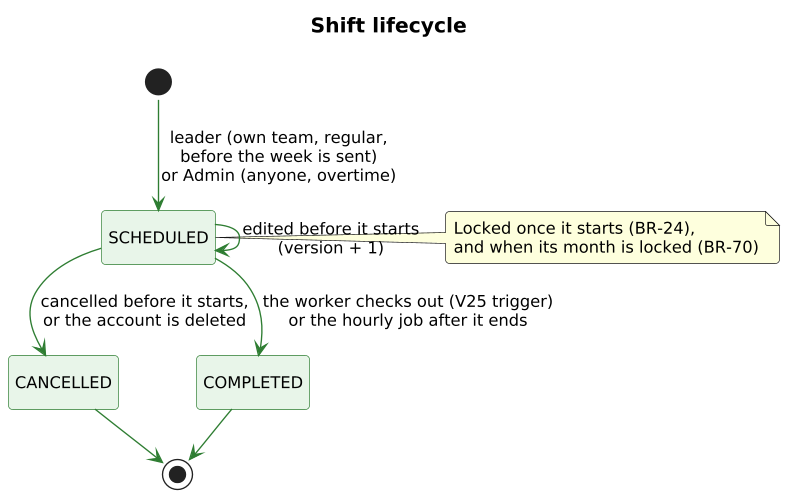 Shift lifecycle
leader (own team, regular,
before the week is sent)
or Admin (anyone, overtime)
SCHEDULED
edited before it starts
(version + 1)
Locked once it starts (BR-24),
and when its month is locked (BR-70)
cancelled before it starts,
or the account is deleted
the worker checks out (V25 trigger)
or the hourly job after it ends
CANCELLED
COMPLETED